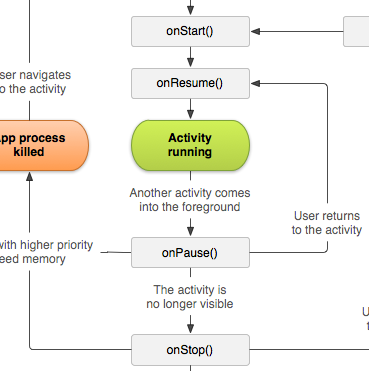 onStart()
ser navigates
o the activity
onResume()
pp process
killed
Activity
running
Another activity comes
into the foreground
User returns
to the activity
with higher priority
eed memory
onPause()
The activity is
no longer visible
U
t
onStop()